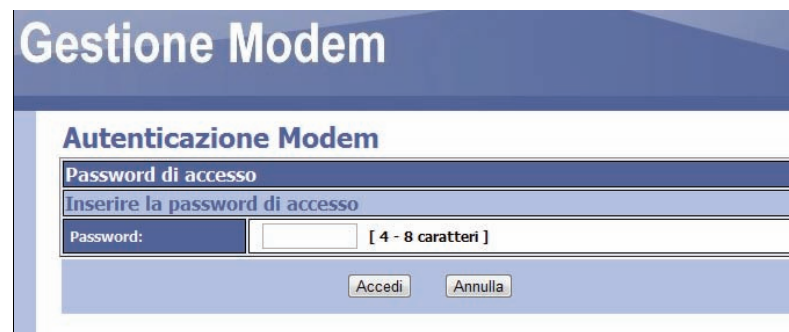 Gestione Modem
Autenticazione Modem
Password di accesso
Inserire la password di accesso
Password: [ 4 - 8 caratteri ]
Accedi Annulla